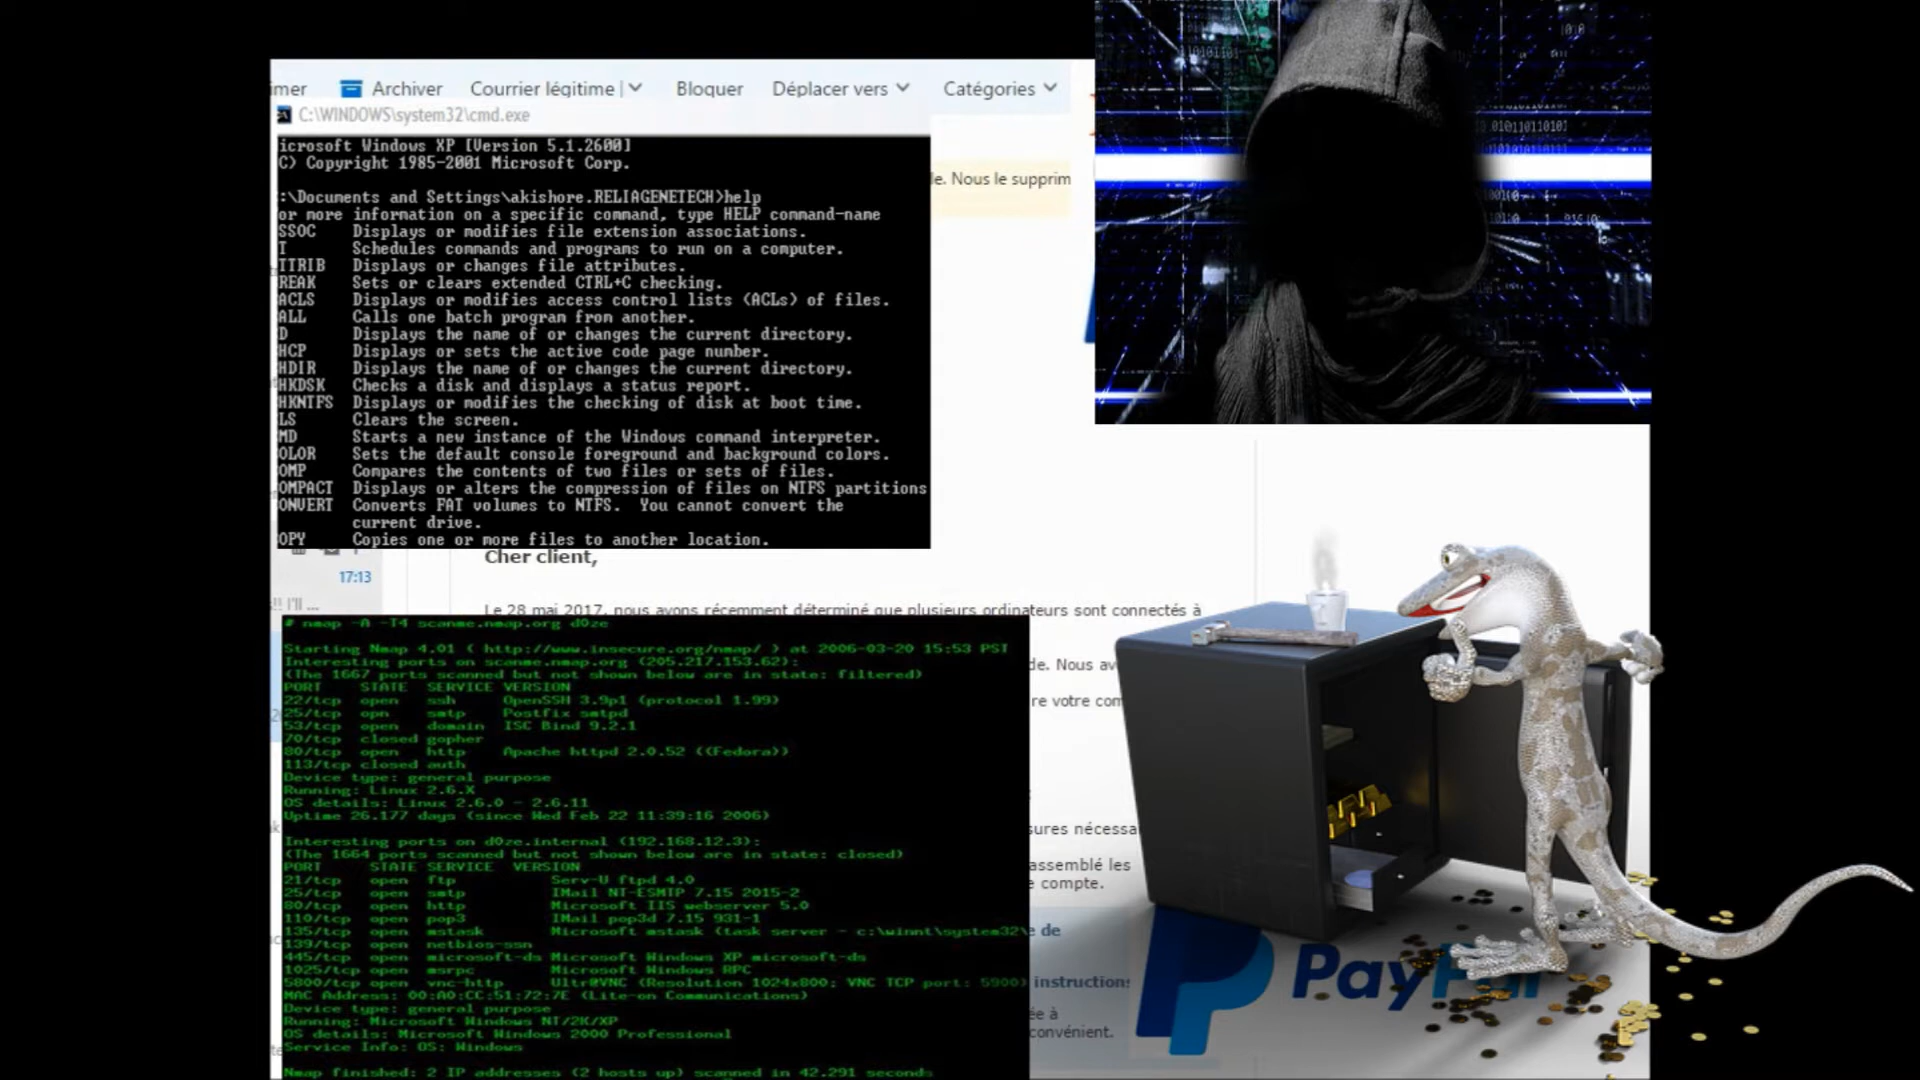 imer Archiver Courrier légitime | Bloquer Déplacer vers Catégories
C:\WINDOWS\system32\cmd.exe
icrosoft Windows XP [Version 5.1.2600]
C) Copyright 1985-2001 Microsoft Corp.
le. Nous le supprim
:\Documents and Settings\akishore.RELIAGENETECH>help
or more information on a specific command, type HELP command-name
SSOC Displays or modifies file extension associations.
T Schedules commands and programs to run on a computer.
TTRIB Displays or changes file attributes.
REAK Sets or clears extended CTRL+C checking.
ACLS Displays or modifies access control lists (ACLs) of files.
ALL Calls one batch program from another.
D Displays the name of or changes the current directory.
HCP Displays or sets the active code page number.
HDIR Displays the name of or changes the current directory.
HKDSK Checks a disk and displays a status report.
HKNTFS Displays or modifies the checking of disk at boot time.
LS Clears the screen.
MD Starts a new instance of the Windows command interpreter.
OLOR Sets the default console foreground and background colors.
OMP Compares the contents of two files or sets of files.
OMPACT Displays or alters the compression of files on NTFS partitions
ONVERT Converts FAT volumes to NTFS. You cannot convert the
current drive.
OPY Copies one or more files to another location.
Cher client,
17:13
!! I'll ...
Le 28 mai 2017, nous avons récemment déterminé que plusieurs ordinateurs sont connectés à
# nmap -A -T4 scanme.nmap.org d0ze
Starting Nmap 4.01 ( http://www.insecure.org/nmap/ ) at 2006-03-20 15:53 PST
Interesting ports on scanme.nmap.org (205.217.153.62):
(The 1667 ports scanned but not shown below are in state: filtered)
PORT STATE SERVICE VERSION
22/tcp open ssh OpenSSH 3.9p1 (protocol 1.99)
25/tcp opn smtp Postfix smtpd
53/tcp open domain ISC Bind 9.2.1
70/tcp closed gopher
80/tcp open http Apache httpd 2.0.52 ((Fedora))
113/tcp closed auth
Device type: general purpose
Running: Linux 2.6.X
OS details: Linux 2.6.0 - 2.6.11
Uptime 26.177 days (since Wed Feb 22 11:39:16 2006)
Interesting ports on d0ze.internal (192.168.12.3):
(The 1664 ports scanned but not shown below are in state: closed)
PORT STATE SERVICE VERSION
21/tcp open ftp Serv-U ftpd 4.0
25/tcp open smtp IMail NT-ESMTP 7.15 2015-2
80/tcp open http Microsoft IIS webserver 5.0
110/tcp open pop3 IMail pop3d 7.15 931-1
135/tcp open mstask Microsoft mstask (task server - c:\winnt\system32\
139/tcp open netbios-ssn
445/tcp open microsoft-ds Microsoft Windows XP microsoft-ds
1025/tcp open msrpc Microsoft Windows RPC
5800/tcp open vnc-http Ultr@VNC (Resolution 1024x800; VNC TCP port: 5900)
MAC Address: 00:A0:CC:51:72:7E (Lite-on Communications)
Device type: general purpose
Running: Microsoft Windows NT/2K/XP
OS details: Microsoft Windows 2000 Professional
Service Info: OS: Windows
Nmap finished: 2 IP addresses (2 hosts up) scanned in 42.291 seconds
de. Nous av
re votre com
sures nécessa
assemblé les
e compte.
e de
instructions
ée à
convénient.
PayPal